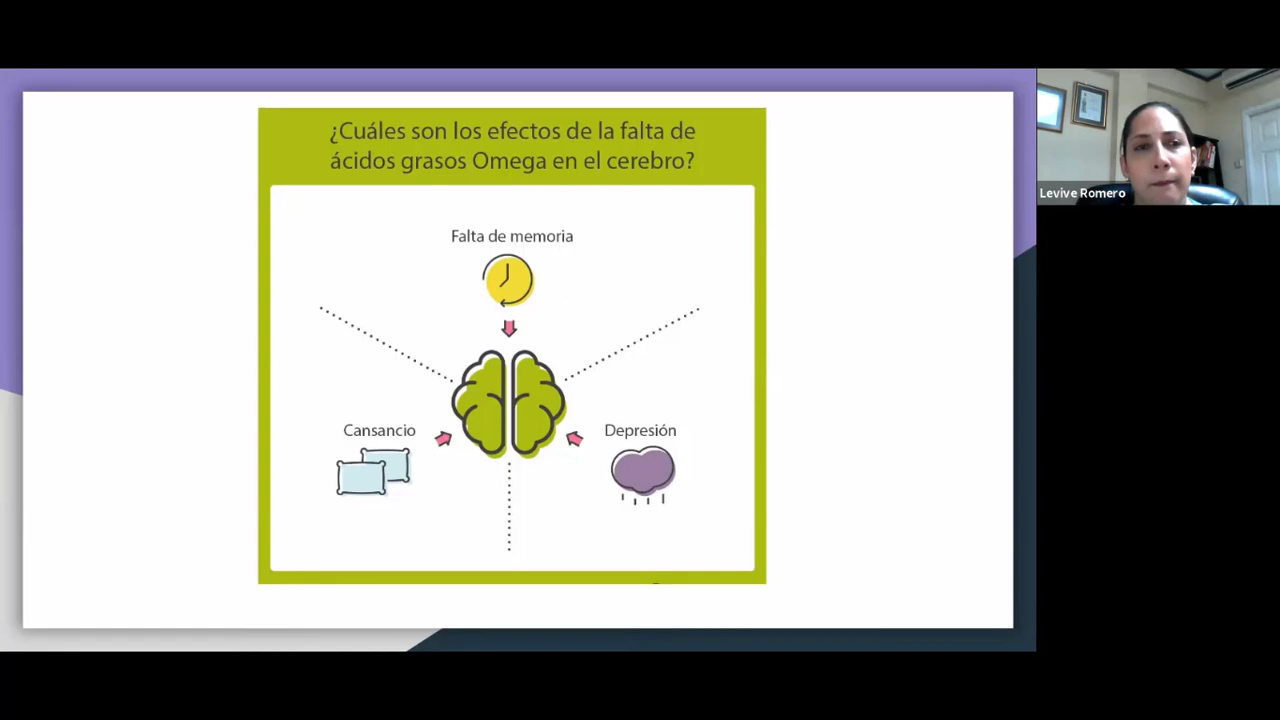 ¿Cuáles son los efectos de la falta de
ácidos grasos Omega en el cerebro?
Falta de memoria
Cansancio
Depresión
Levive Romero